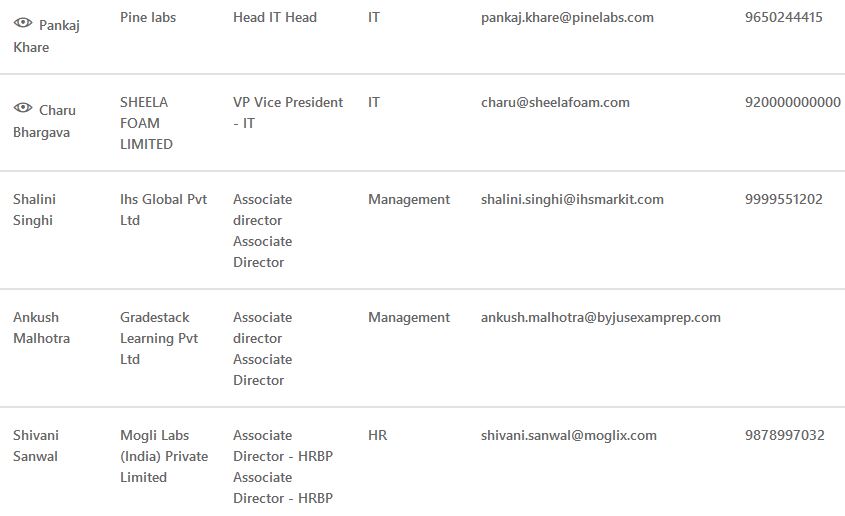 Pankaj Khare Pine labs Head IT Head IT pankaj.khare@pinelabs.com 9650244415
Charu Bhargava SHEELA FOAM LIMITED VP Vice President - IT IT charu@sheelafoam.com 920000000000
Shalini Singhi Ihs Global Pvt Ltd Associate director Associate Director Management shalini.singhi@ihsmarkit.com 9999551202
Ankush Malhotra Gradestack Learning Pvt Ltd Associate director Associate Director Management ankush.malhotra@byjusexamprep.com
Shivani Sanwal Mogli Labs (India) Private Limited Associate Director - HRBP Associate Director - HRBP HR shivani.sanwal@moglix.com 9878997032